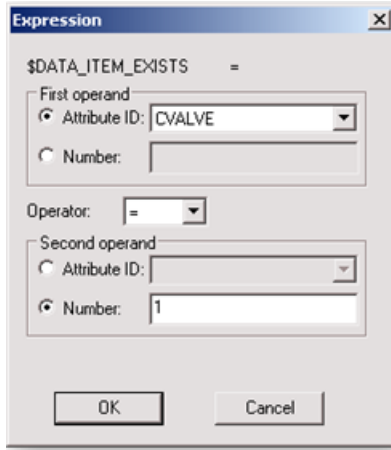 Expression
$DATA_ITEM_EXISTS =
First operand
Attribute ID: CVALVE
Number:
Operator: =
Second operand
Attribute ID:
Number: 1
OK Cancel